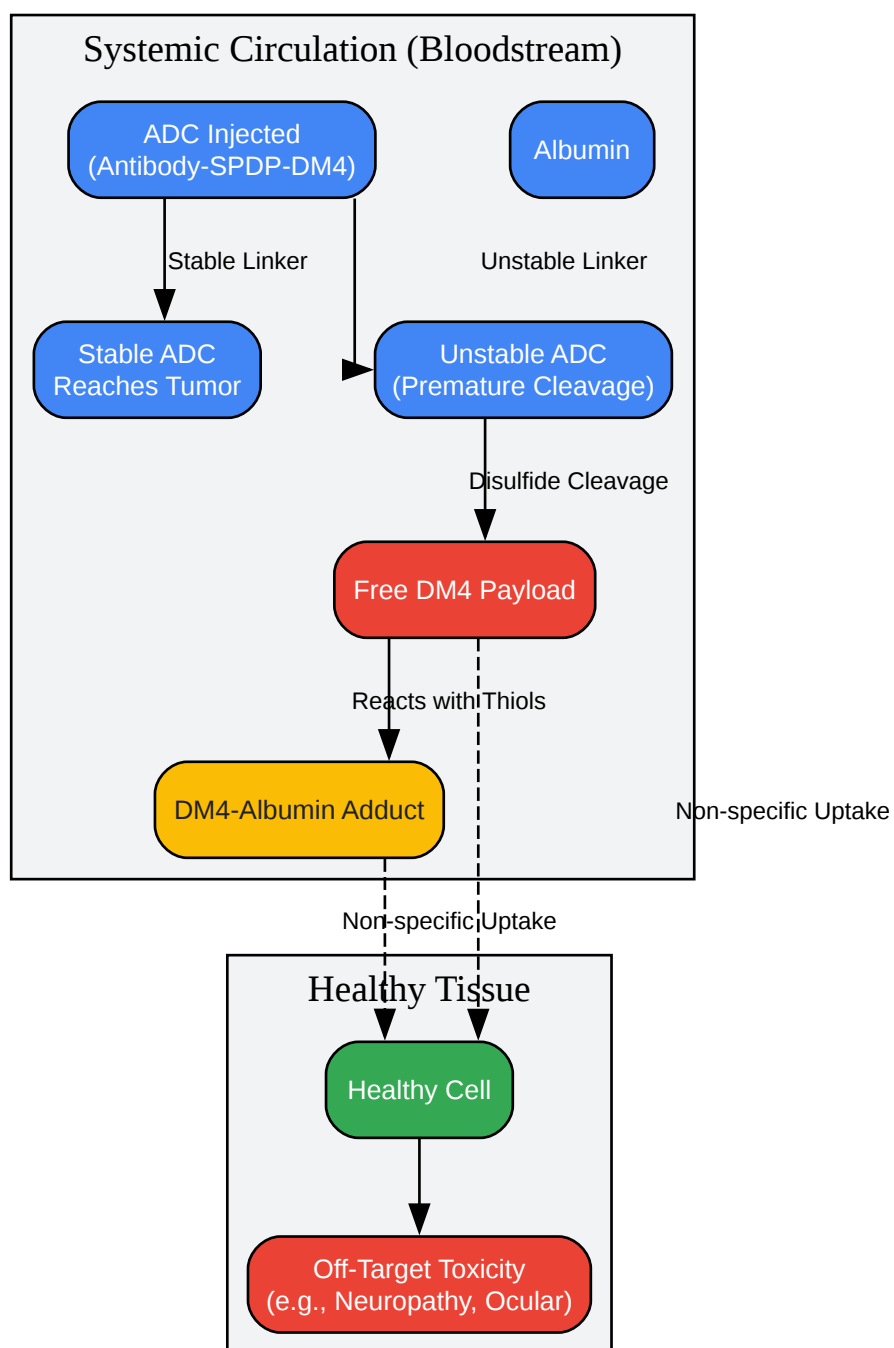 Systemic Circulation (Bloodstream)
ADC Injected
(Antibody-SPDP-DM4)
Albumin
Stable Linker
Unstable Linker
Stable ADC
Reaches Tumor
Unstable ADC
(Premature Cleavage)
Disulfide Cleavage
Free DM4 Payload
Reacts with Thiols
DM4-Albumin Adduct
Non-specific Uptake
Non-specific Uptake
Healthy Tissue
Healthy Cell
Off-Target Toxicity
(e.g., Neuropathy, Ocular)